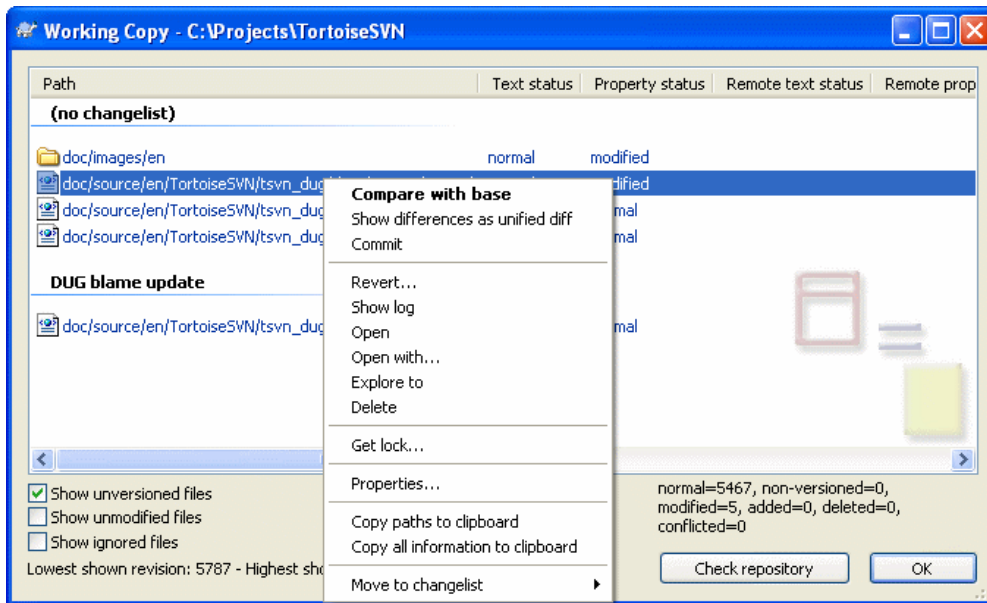 Working Copy - C:\Projects\TortoiseSVN
Path Text status Property status Remote text status Remote prop
(no changelist)
doc/images/en normal modified
doc/source/en/TortoiseSVN/tsvn_dug
doc/source/en/TortoiseSVN/tsvn_dug mal
doc/source/en/TortoiseSVN/tsvn_dug mal
DUG blame update
doc/source/en/TortoiseSVN/tsvn_dug mal
Compare with base
Show differences as unified diff
Commit
Revert...
Show log
Open
Open with...
Explore to
Delete
Get lock...
Properties...
Copy paths to clipboard
Copy all information to clipboard
Move to changelist
Show unversioned files
Show unmodified files
Show ignored files
Lowest shown revision: 5787 - Highest sho
normal=5467, non-versioned=0,
modified=5, added=0, deleted=0,
conflicted=0
Check repository
OK